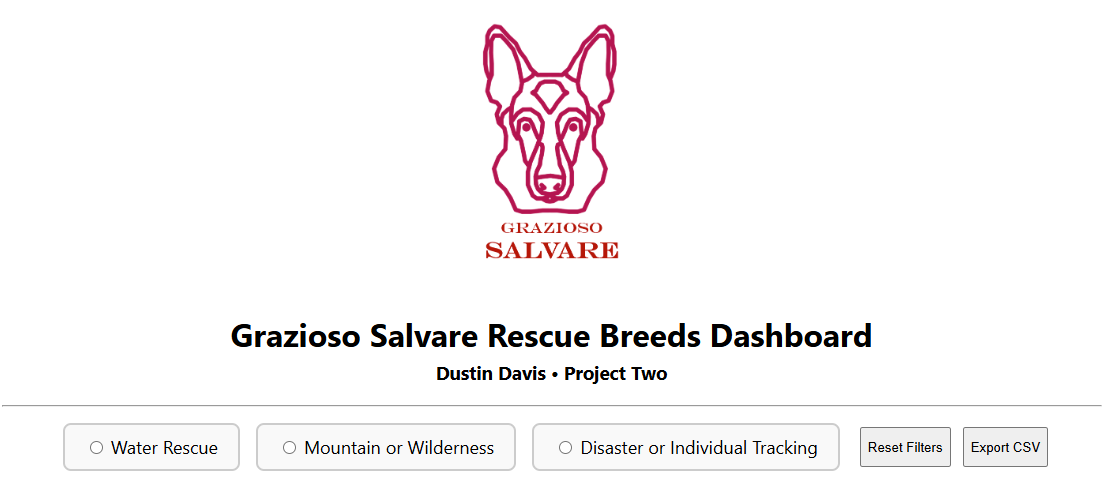 GRAZIOSO
SALVARE
Grazioso Salvare Rescue Breeds Dashboard
Dustin Davis • Project Two
Water Rescue Mountain or Wilderness Disaster or Individual Tracking Reset Filters Export CSV